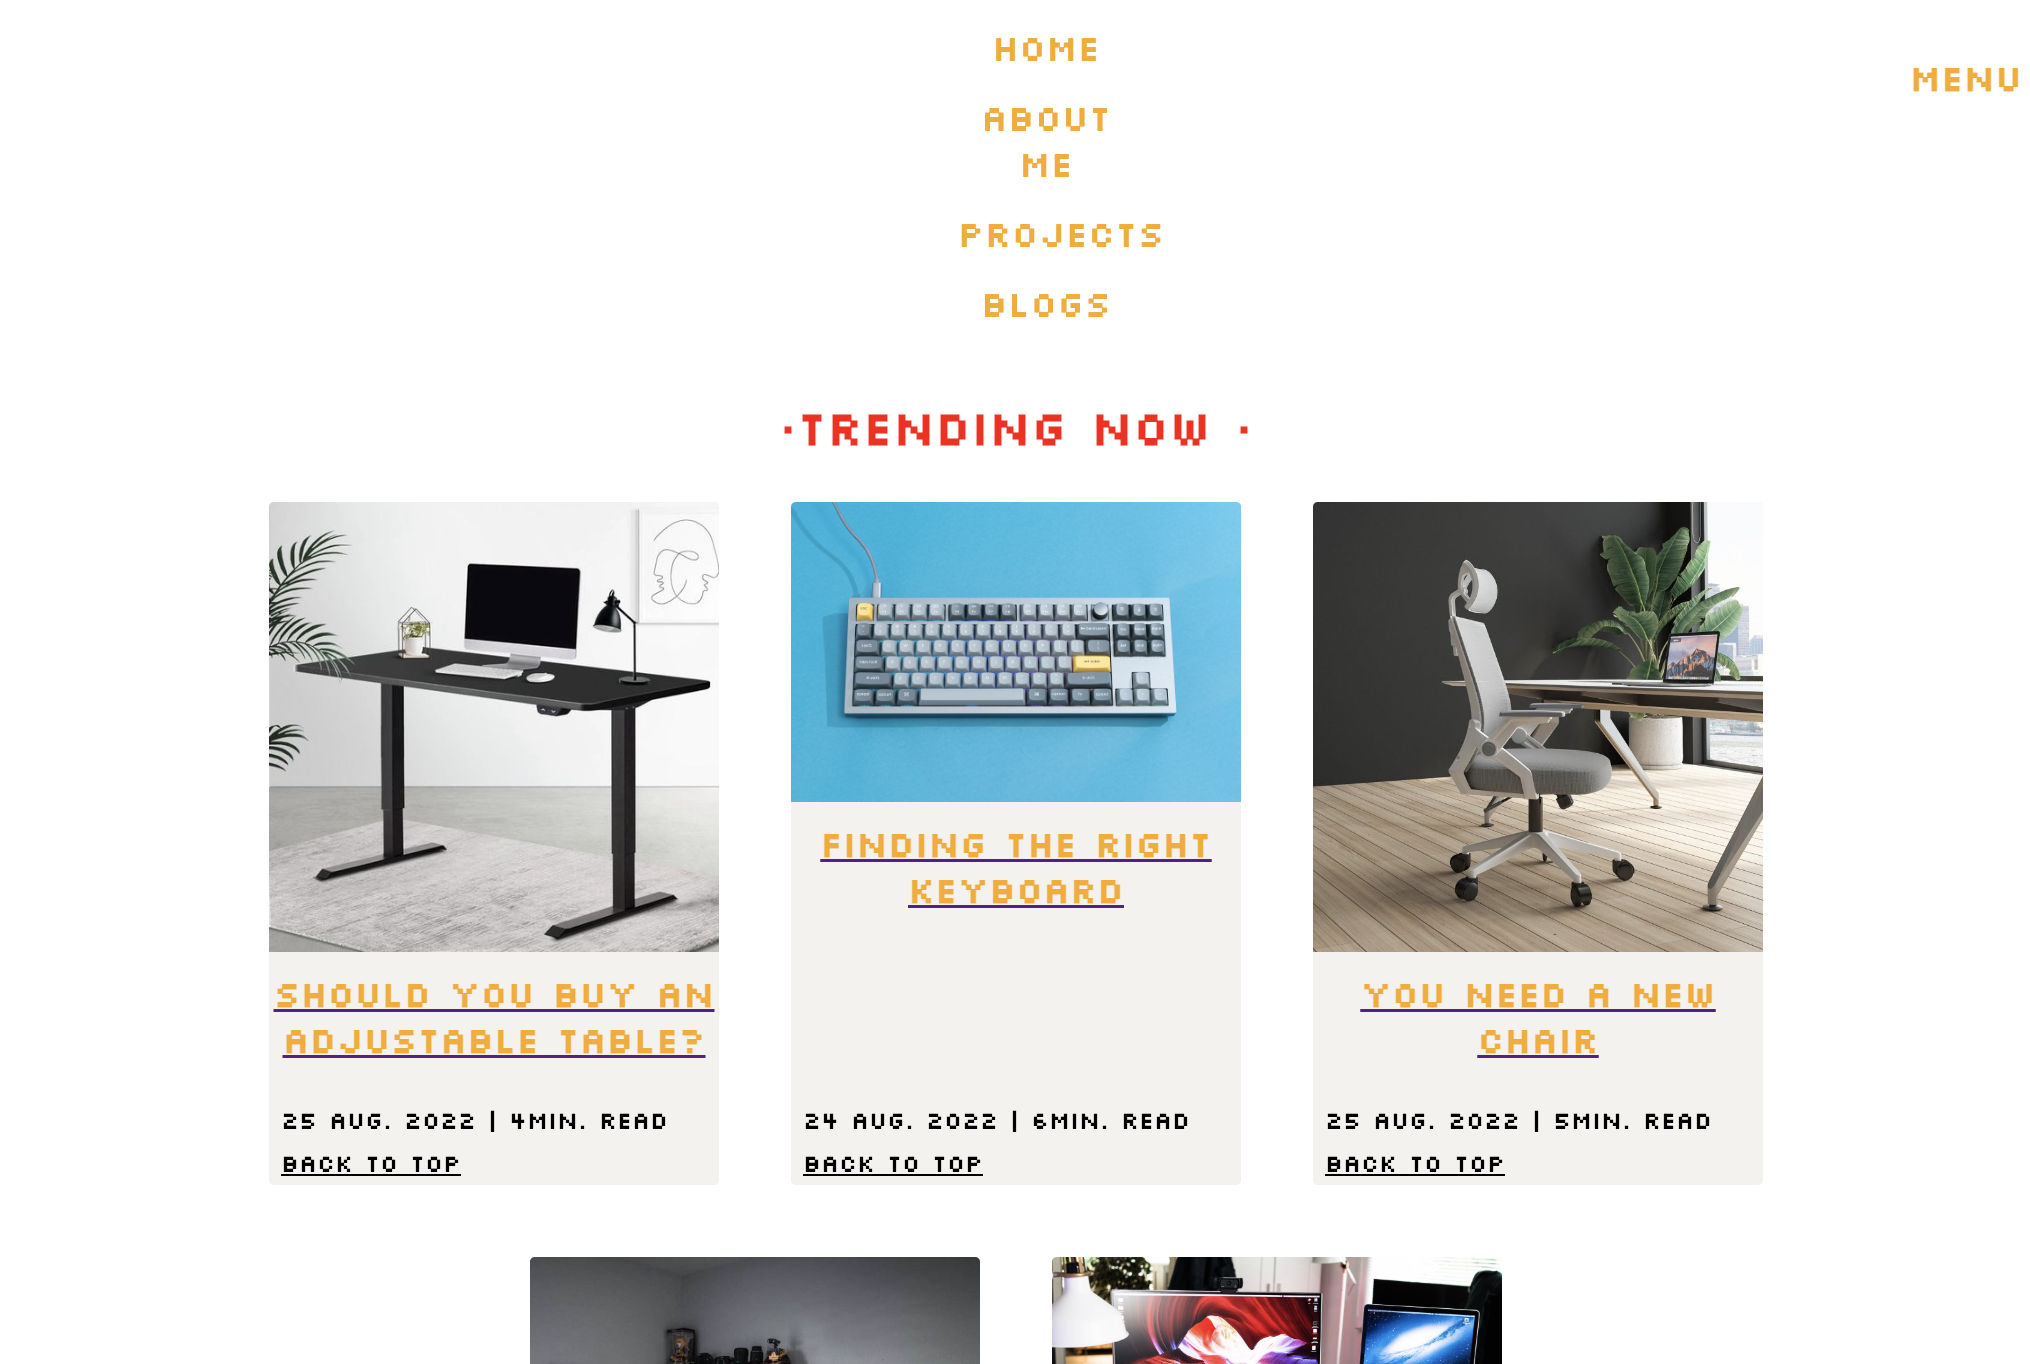 HOME
MENU
ABOUT
ME
PROJECTS
BLOGS
·TRENDING NOW ·
FINDING THE RIGHT
KEYBOARD
SHOULD YOU BUY AN
ADJUSTABLE TABLE?
YOU NEED A NEW
CHAIR
25 AUG. 2022 | 4MIN. READ
BACK TO TOP
24 AUG. 2022 | 6MIN. READ
BACK TO TOP
25 AUG. 2022 | 5MIN. READ
BACK TO TOP